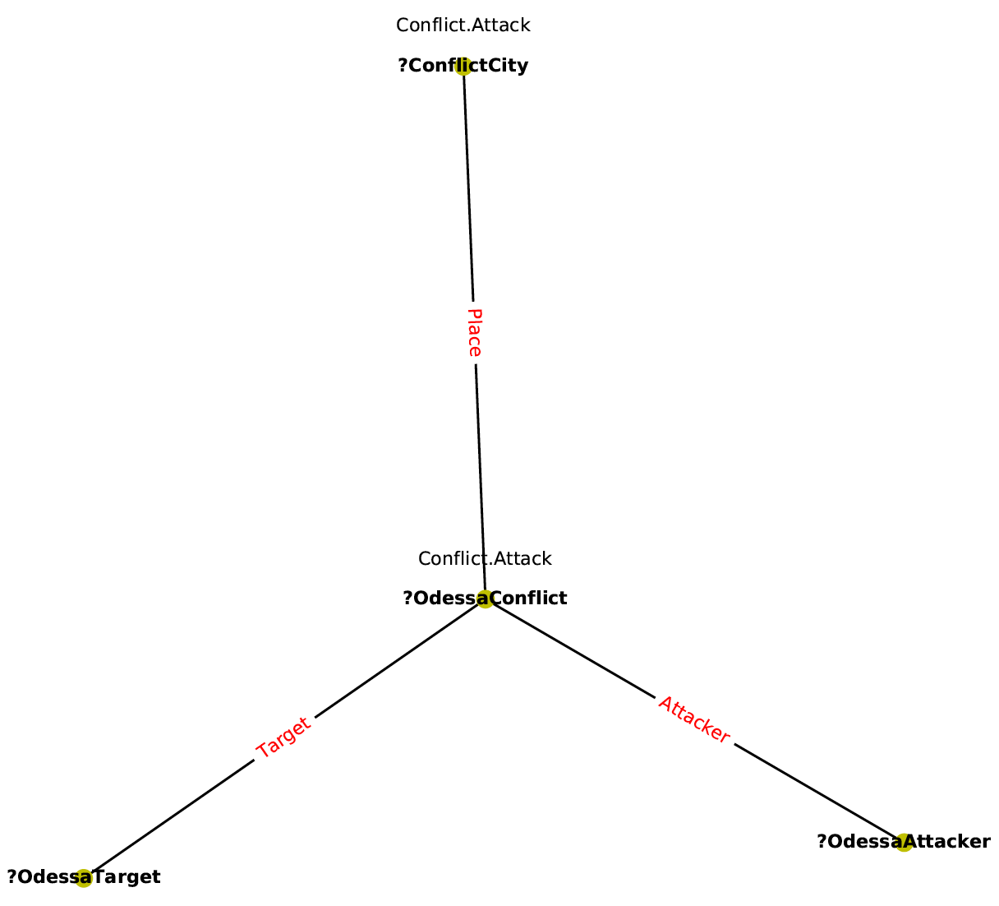 Conflict.Attack
?ConflictCity
Place
Conflict.Attack
?OdessaConflict
Target
Attacker
?OdessaAttacker
?OdessaTarget